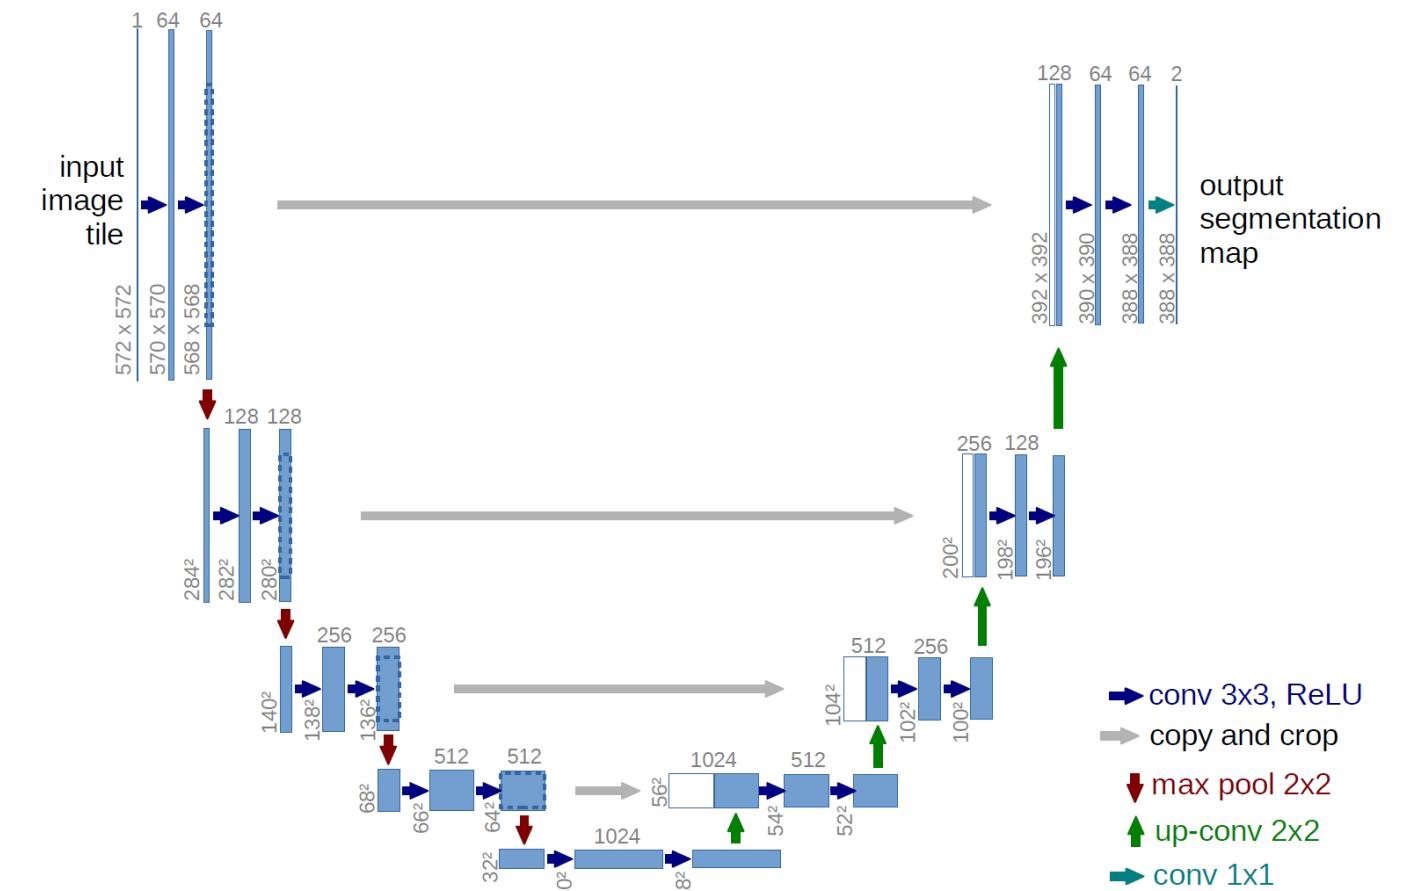 1 64 64
128 64 64 2
input
image
tile
output
segmentation
map
572 x 572
570 x 570
568 x 568
392 x 392
390 x 390
388 x 388
388 x 388
128 128
256 128
284²
282²
280²
200²
198²
196²
256 256
512 256
140²
138²
136²
104²
102²
100²
512 512
1024 512
68²
66²
64²
56²
54²
52²
1024
32²
0²
8²
conv 3x3, ReLU
copy and crop
max pool 2x2
up-conv 2x2
conv 1x1